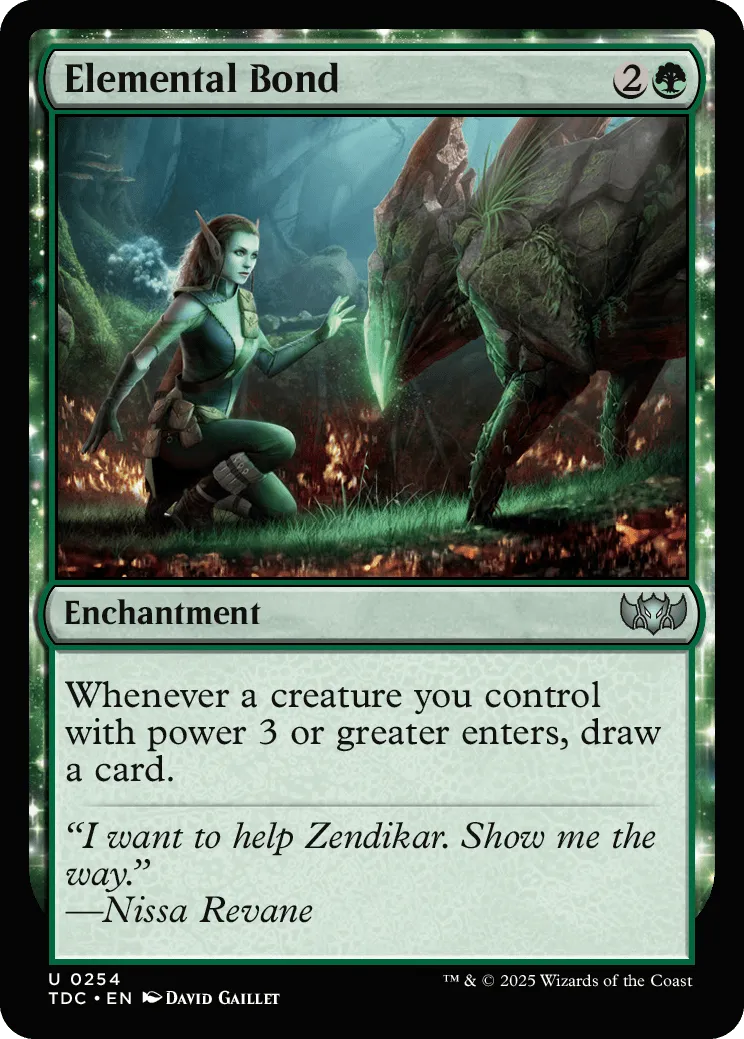 Elemental Bond
2
Enchantment
Whenever a creature you control
with power 3 or greater enters, draw
a card.
“I want to help Zendikar. Show me the
way.”
—Nissa Revane
U 0254
TDC • EN DAVID GAILLET
™ & © 2025 Wizards of the Coast